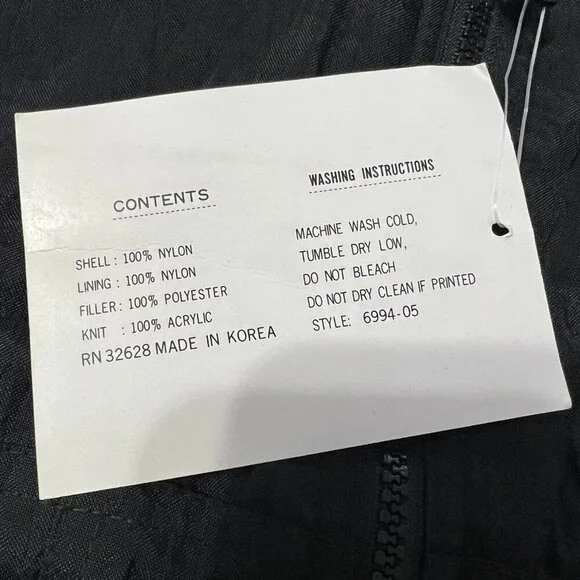 CONTENTS
SHELL: 100% NYLON
LINING: 100% NYLON
FILLER: 100% POLYESTER
KNIT : 100% ACRYLIC
RN 32628 MADE IN KOREA
WASHING INSTRUCTIONS
MACHINE WASH COLD,
TUMBLE DRY LOW,
DO NOT BLEACH
DO NOT DRY CLEAN IF PRINTED
STYLE: 6994-05